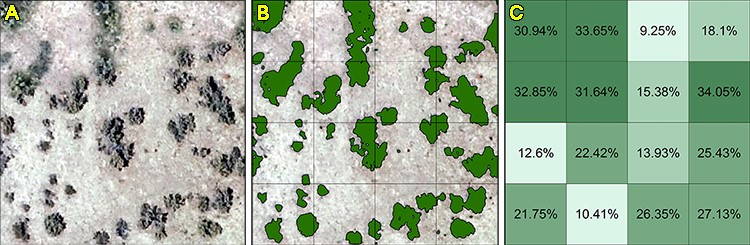 A B C
30.94% 33.65% 9.25% 18.1%
32.85% 31.64% 15.38% 34.05%
12.6% 22.42% 13.93% 25.43%
21.75% 10.41% 26.35% 27.13%